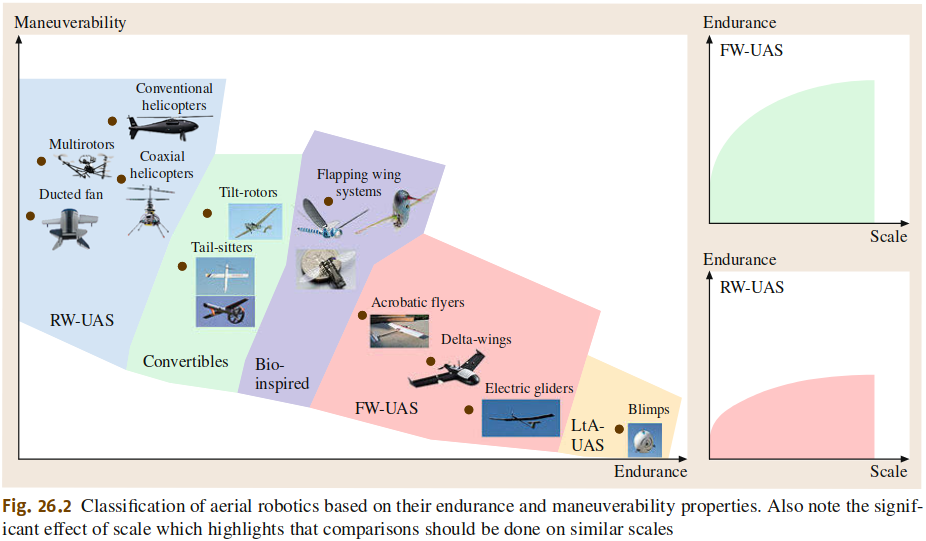 Maneuverability
Conventional
helicopters
Multirotors
Coaxial
helicopters
Ducted fan
RW-UAS
Tilt-rotors
Tail-sitters
Convertibles
Flapping wing
systems
Bio-
inspired
Acrobatic flyers
Delta-wings
Electric gliders
FW-UAS
LtA-
UAS
Blimps
Endurance
Endurance
FW-UAS
Scale
Endurance
RW-UAS
Scale
Fig. 26.2 Classification of aerial robotics based on their endurance and maneuverability properties. Also note the signif-
icant effect of scale which highlights that comparisons should be done on similar scales